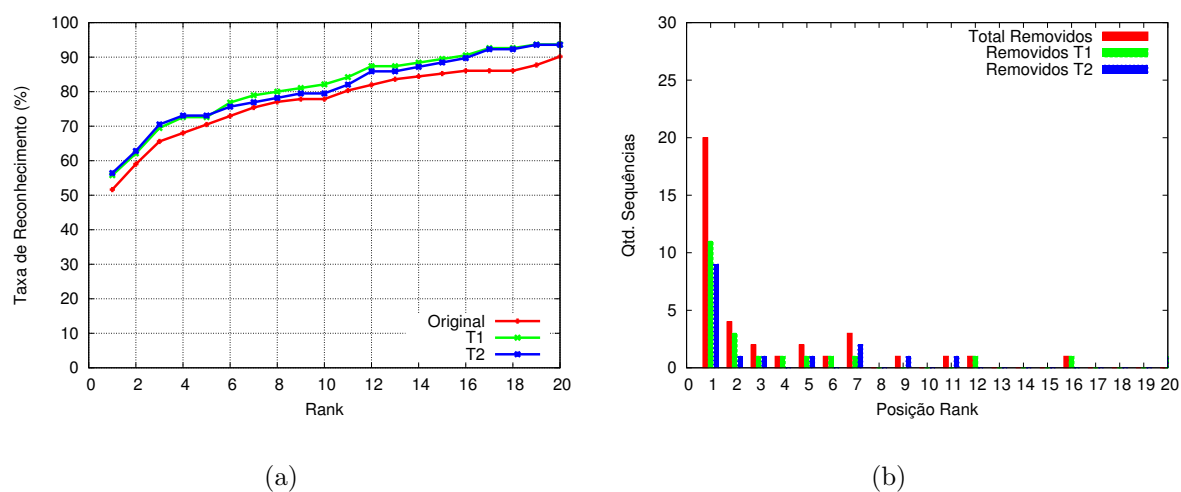 100
90
80
70
60
50
40
30
20
10
0
Taxa de Reconhecimento (%)
Original
T1
T2
0 2 4 6 8 10 12 14 16 18 20
Rank
(a)
30
25
20
15
10
5
0
Qtd. Sequências
Total Removidos
Removidos T1
Removidos T2
0 1 2 3 4 5 6 7 8 9 10 11 12 13 14 15 16 17 18 19 20
Posição Rank
(b)